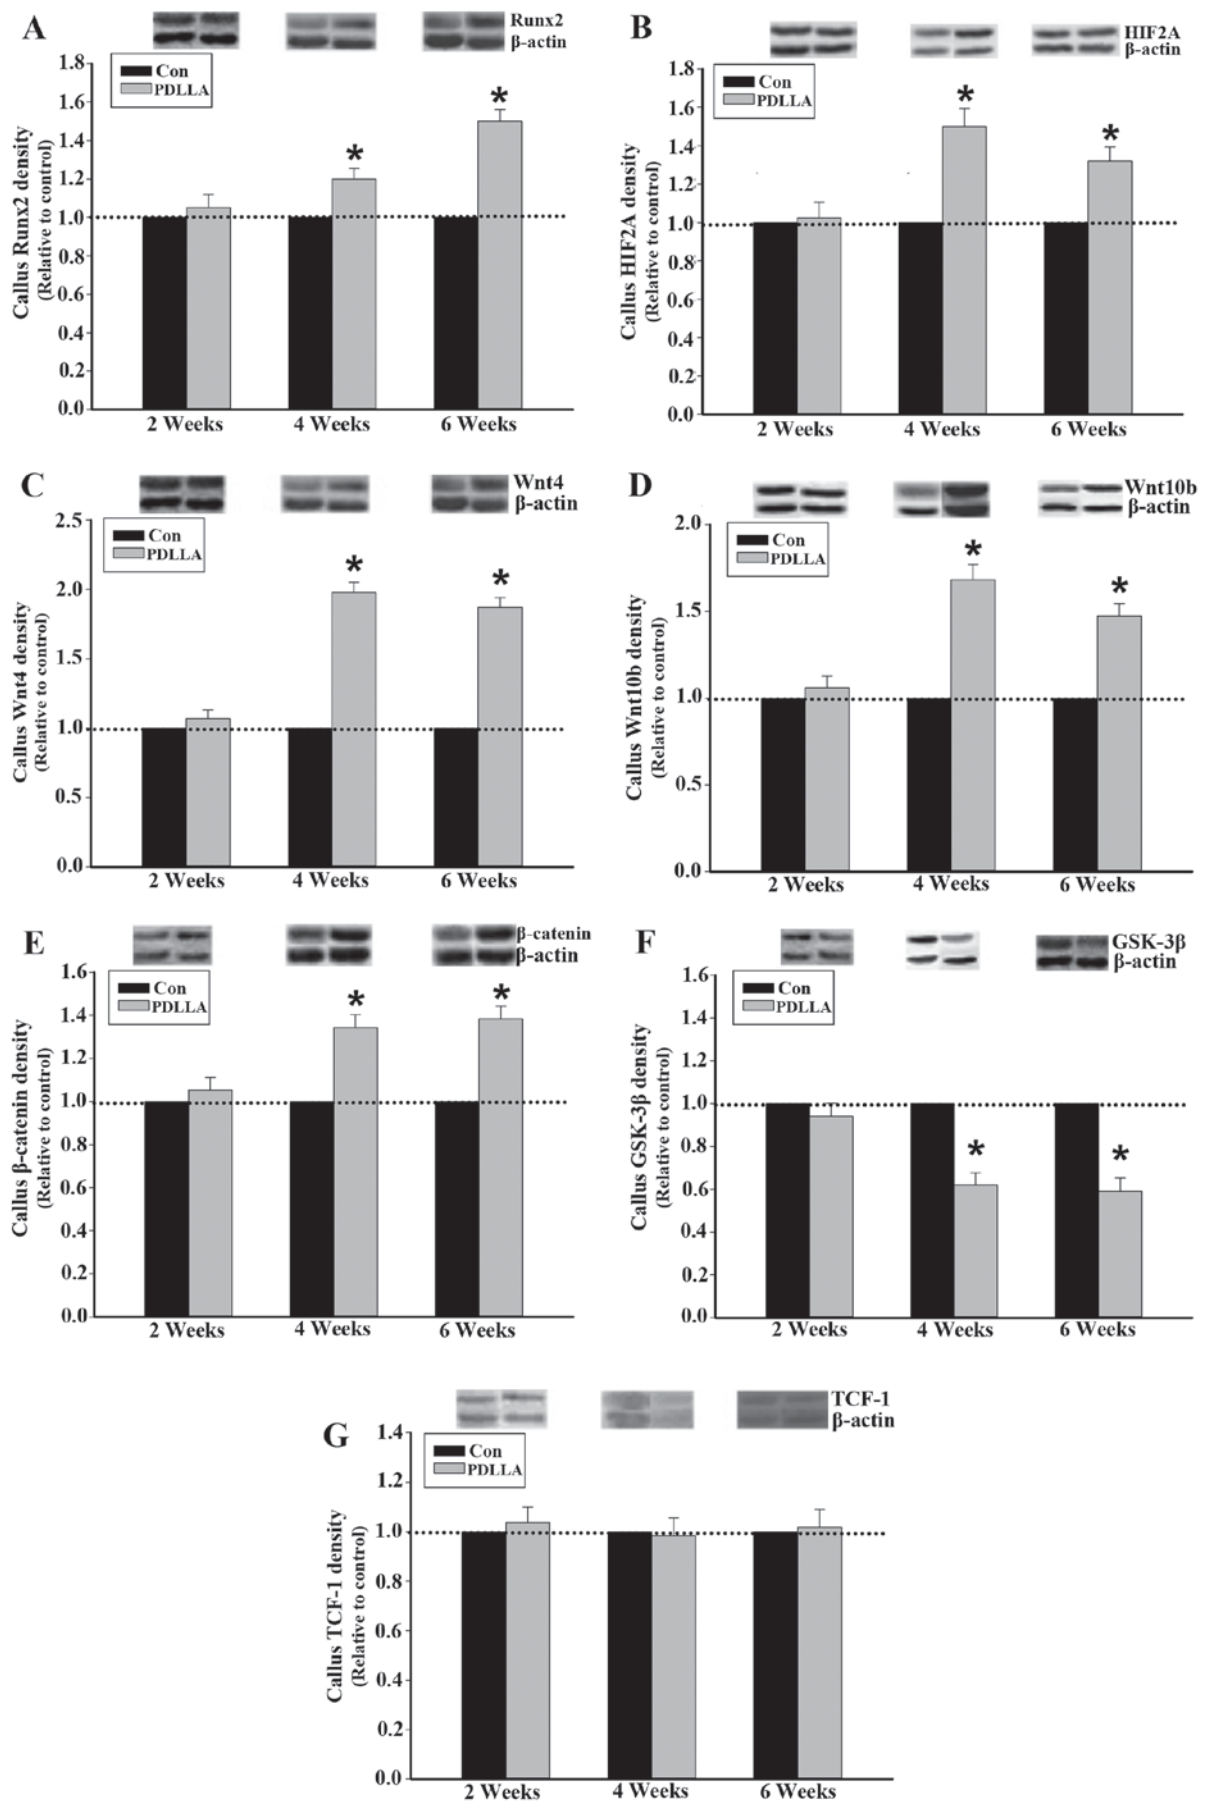 A
Runx2
β-actin
Con
PDLLA
*
*
Callus Runx2 density
(Relative to control)
1.8
1.6
1.4
1.2
1.0
0.8
0.6
0.4
0.2
0.0
2 Weeks
4 Weeks
6 Weeks
B
HIF2A
β-actin
Con
PDLLA
*
*
Callus HIF2A density
(Relative to control)
1.8
1.6
1.4
1.2
1.0
0.8
0.6
0.4
0.2
0.0
2 Weeks
4 Weeks
6 Weeks
C
Wnt4
β-actin
Con
PDLLA
*
*
Callus Wnt4 density
(Relative to control)
2.5
2.0
1.5
1.0
0.5
0.0
2 Weeks
4 Weeks
6 Weeks
D
Wnt10b
β-actin
Con
PDLLA
*
*
Callus Wnt10b density
(Relative to control)
2.0
1.5
1.0
0.5
0.0
2 Weeks
4 Weeks
6 Weeks
E
β-catenin
β-actin
Con
PDLLA
*
*
Callus β-catenin density
(Relative to control)
1.6
1.4
1.2
1.0
0.8
0.6
0.4
0.2
0.0
2 Weeks
4 Weeks
6 Weeks
F
GSK-3β
β-actin
Con
PDLLA
*
*
Callus GSK-3β density
(Relative to control)
1.6
1.4
1.2
1.0
0.8
0.6
0.4
0.2
0.0
2 Weeks
4 Weeks
6 Weeks
G
TCF-1
β-actin
Con
PDLLA
Callus TCF-1 density
(Relative to control)
1.4
1.2
1.0
0.8
0.6
0.4
0.2
0.0
2 Weeks
4 Weeks
6 Weeks